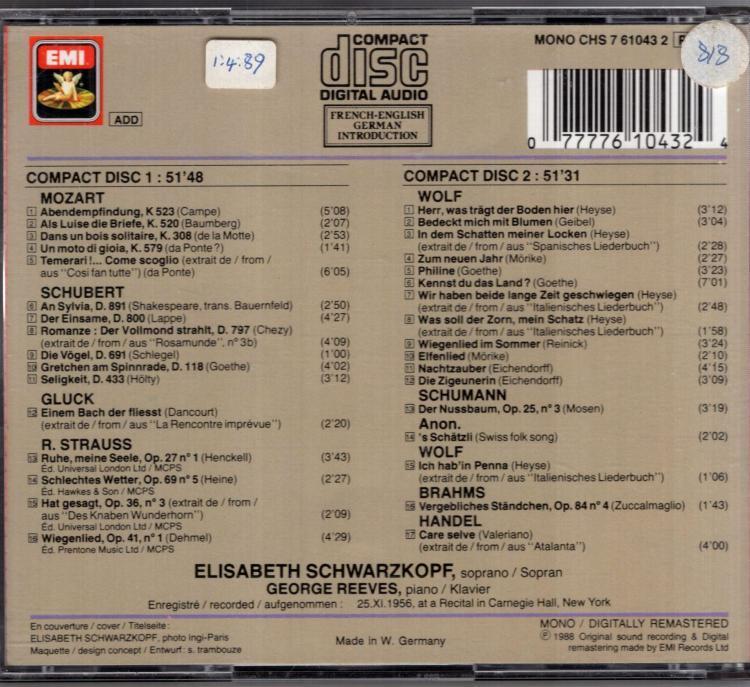 EMI
ADD
1:4:89
COMPACT
disc
DIGITAL AUDIO
FRENCH-ENGLISH
GERMAN
INTRODUCTION
MONO CHS 7 61043 2
818
0 77776 10432 4
COMPACT DISC 1 : 51'48
MOZART
1 Abendempfindung, K 523 (Campe) (5'08)
2 Als Luise die Briefe, K. 520 (Baumberg) (2'07)
3 Dans un bois solitaire, K. 308 (de la Motte) (2'53)
4 Un moto di gioia, K. 579 (da Ponte?) (1'41)
5 Temerari!... Come scoglio (extrait de / from /
aus "Cosi fan tutte") (da Ponte) (6'05)
SCHUBERT
6 An Sylvia, D. 891 (Shakespeare, trans. Bauernfeld) (2'50)
7 Der Einsame, D. 800 (Lappe) (4'27)
8 Romanze : Der Vollmond strahlt, D. 797 (Chezy)
(extrait de / from / aus "Rosamunde". n° 3b) (4'09)
9 Die Vögel, D. 691 (Schlegel) (1'00)
10 Gretchen am Spinnrade, D. 118 (Goethe) (4'02)
11 Seligkeit, D. 433 (Hölty) (3'12)
GLUCK
12 Einem Bach der fliesst (Dancourt)
(extrait de / from / aus "La Rencontre imprévue") (2'20)
R. STRAUSS
13 Ruhe, meine Seele, Op. 27 n° 1 (Henckell) (3'43)
Éd. Universal London Ltd / MCPS
14 Schlechtes Wetter, Op. 69 n° 5 (Heine) (2'27)
Éd. Hawkes & Son / MCPS
15 Hat gesagt, Op. 36, n° 3 (extrait de / from /
aus "Des Knaben Wunderhorn") (2'09)
Éd. Universal London Ltd / MCPS
16 Wiegenlied, Op. 41, n° 1 (Dehmel) (4'29)
Éd. Prentone Music Ltd / MCPS
COMPACT DISC 2 : 51'31
WOLF
1 Herr, was trägt der Boden hier (Heyse) (3'12)
2 Bedeckt mich mit Blumen (Geibel) (3'04)
3 In dem Schatten meiner Locken (Heyse)
(extrait de / from / aus "Spanisches Liederbuch") (2'28)
4 Zum neuen Jahr (Mörike) (2'27)
5 Philine (Goethe) (3'23)
6 Kennst du das Land? (Goethe) (7'01)
7 Wir haben beide lange Zeit geschwiegen (Heyse)
(extrait de / from / aus "Italienisches Liederbuch") (2'48)
8 Was soll der Zorn, mein Schatz (Heyse)
(extrait de / from / aus "Italienisches Liederbuch") (1'58)
9 Wiegenlied im Sommer (Reinick) (3'24)
10 Elfenlied (Mörike) (2'10)
11 Nachtzauber (Eichendorff) (4'15)
12 Die Zigeunerin (Eichendorff) (3'09)
SCHUMANN
13 Der Nussbaum, Op. 25, n° 3 (Mosen) (3'19)
Anon.
14 's Schätzli (Swiss folk song) (2'02)
WOLF
15 Ich hab'in Penna (Heyse)
(extrait de / from / aus "Italienisches Liederbuch") (1'06)
BRAHMS
16 Vergebliches Ständchen, Op. 84 n° 4 (Zuccalmaglio) (1'43)
HANDEL
17 Care selve (Valeriano)
(extrait de / from / aus "Atalanta") (4'00)
ELISABETH SCHWARZKOPF, soprano / Sopran
GEORGE REEVES, piano / Klavier
Enregistré / recorded / aufgenommen : 25.XI.1956, at a Recital in Carnegie Hall, New York
En couverture / cover / Titelseite :
ELISABETH SCHWARZKOPF, photo Ingi-Paris
Maquette / design concept / Entwurf : s. trambouze
Made in W. Germany
MONO / DIGITALLY REMASTERED
℗ 1988 Original sound recording & Digital
remastering made by EMI Records Ltd